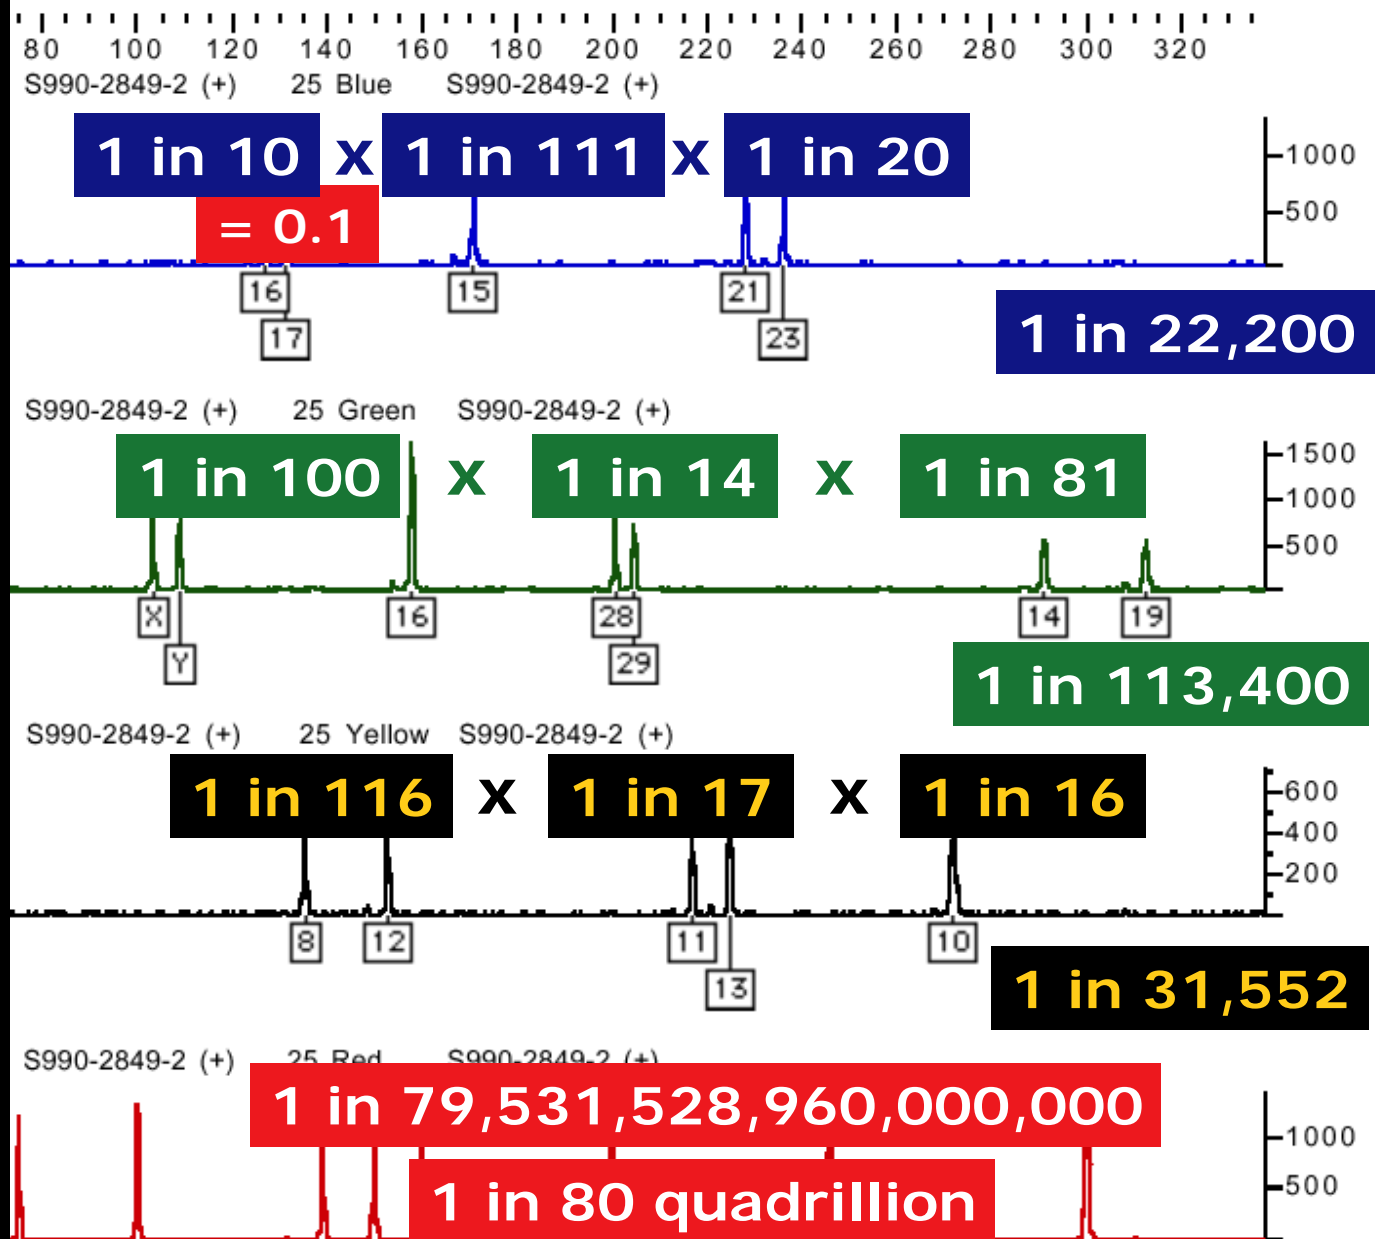 80 100 120 140 160 180 200 220 240 260 280 300 320
S990-2849-2 (+) 25 Blue S990-2849-2 (+)
1 in 10 x 1 in 111 x 1 in 20
1000
= 0.1
500
16 15 21
17 23
1 in 22,200
S990-2849-2 (+) 25 Green S990-2849-2 (+)
1 in 100 x 1 in 14 x 1 in 81
1500
1000
500
X 16 28 14 19
Y 29
1 in 113,400
S990-2849-2 (+) 25 Yellow S990-2849-2 (+)
1 in 116 x 1 in 17 x 1 in 16
600
400
200
8 12 11 10
13
1 in 31,552
S990-2849-2 (+) 25 Red S990-2849-2 (+)
1 in 79,531,528,960,000,000
1000
1 in 80 quadrillion
500